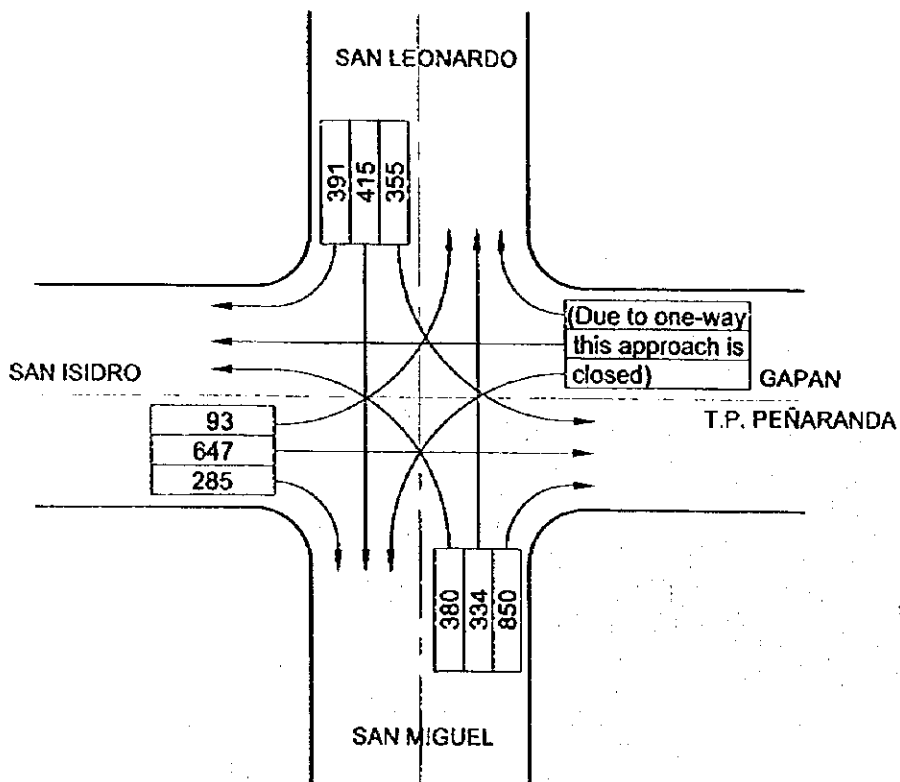 SAN LEONARDO
391
415
355
(Due to one-way
this approach is
closed)
SAN ISIDRO
GAPAN
T.P. PEÑARANDA
93
647
285
380
334
850
SAN MIGUEL